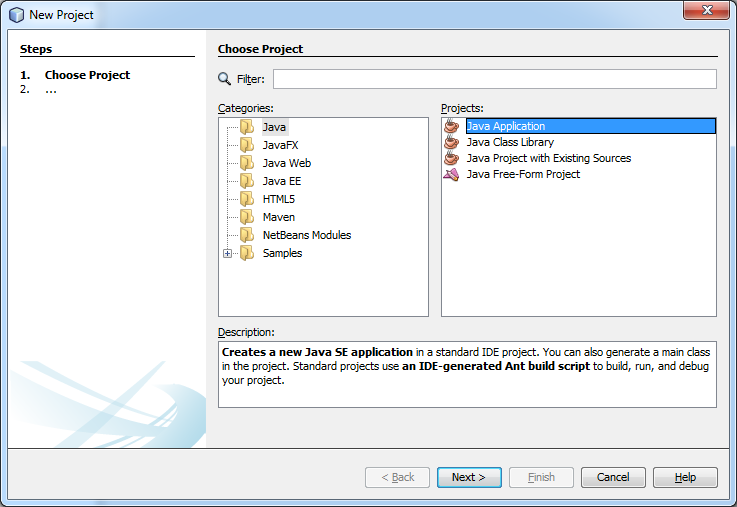 New Project
Steps
1. Choose Project
2. ...
Choose Project
Filter:
Categories:
Java
JavaFX
Java Web
Java EE
HTML5
Maven
NetBeans Modules
Samples
Projects:
Java Application
Java Class Library
Java Project with Existing Sources
Java Free-Form Project
Description:
Creates a new Java SE application in a standard IDE project. You can also generate a main class
in the project. Standard projects use an IDE-generated Ant build script to build, run, and debug
your project.
< Back
Next >
Finish
Cancel
Help